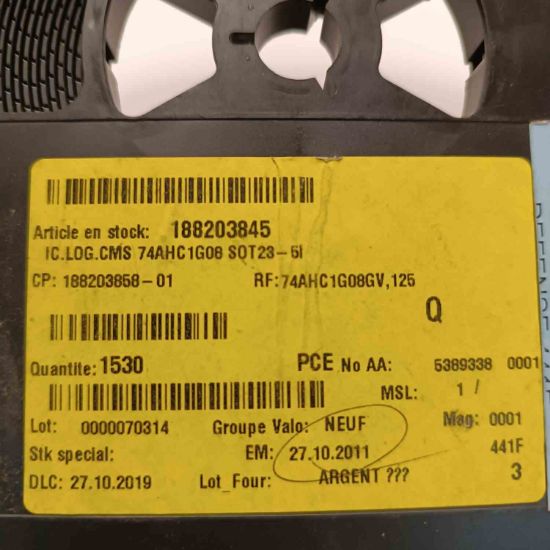 Article en stock: 188203845
IC.LOG.CMS 74AHC1G08 SOT23-5l
CP: 188203858-01 RF:74AHC1G08GV,125
Q
Quantite: 1530 PCE No AA: 5389338 0001
MSL: 1 /
Lot: 0000070314 Groupe Valo: NEUF Mag: 0001
Stk special: EM: 27.10.2011 441F
DLC: 27.10.2019 Lot_Four: ARGENT ??? 3